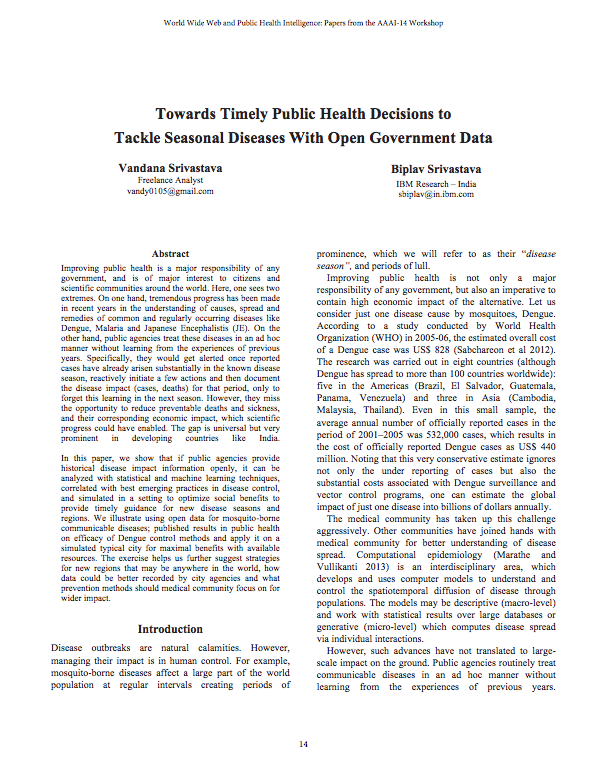 World Wide Web and Public Health Intelligence: Papers from the AAAI-14 Workshop
Towards Timely Public Health Decisions to
Tackle Seasonal Diseases With Open Government Data
Vandana Srivastava
Freelance Analyst
vandy0105@gmail.com
Biplav Srivastava
IBM Research – India
sbiplav@in.ibm.com
Abstract
Improving public health is a major responsibility of any
government, and is of major interest to citizens and
scientific communities around the world. Here, one sees two
extremes. On one hand, tremendous progress has been made
in recent years in the understanding of causes, spread and
remedies of common and regularly occurring diseases like
Dengue, Malaria and Japanese Encephalistis (JE). On the
other hand, public agencies treat these diseases in an ad hoc
manner without learning from the experiences of previous
years. Specifically, they would get alerted once reported
cases have already arisen substantially in the known disease
season, reactively initiate a few actions and then document
the disease impact (cases, deaths) for that period, only to
forget this learning in the next season. However, they miss
the opportunity to reduce preventable deaths and sickness,
and their corresponding economic impact, which scientific
progress could have enabled. The gap is universal but very
prominent in developing countries like India.
In this paper, we show that if public agencies provide
historical disease impact information openly, it can be
analyzed with statistical and machine learning techniques,
correlated with best emerging practices in disease control,
and simulated in a setting to optimize social benefits to
provide timely guidance for new disease seasons and
regions. We illustrate using open data for mosquito-borne
communicable diseases; published results in public health
on efficacy of Dengue control methods and apply it on a
simulated typical city for maximal benefits with available
resources. The exercise helps us further suggest strategies
for new regions that may be anywhere in the world, how
data could be better recorded by city agencies and what
prevention methods should medical community focus on for
wider impact.
Introduction
Disease outbreaks are natural calamities. However,
managing their impact is in human control. For example,
mosquito-borne diseases affect a large part of the world
population at regular intervals creating periods of
prominence, which we will refer to as their “disease
season”, and periods of lull.
Improving public health is not only a major
responsibility of any government, but also an imperative to
contain high economic impact of the alternative. Let us
consider just one disease cause by mosquitoes, Dengue.
According to a study conducted by World Health
Organization (WHO) in 2005-06, the estimated overall cost
of a Dengue case was US$ 828 (Sabchareon et al 2012).
The research was carried out in eight countries (although
Dengue has spread to more than 100 countries worldwide):
five in the Americas (Brazil, El Salvador, Guatemala,
Panama, Venezuela) and three in Asia (Cambodia,
Malaysia, Thailand). Even in this small sample, the
average annual number of officially reported cases in the
period of 2001–2005 was 532,000 cases, which results in
the cost of officially reported Dengue cases as US$ 440
million. Noting that this very conservative estimate ignores
not only the under reporting of cases but also the
substantial costs associated with Dengue surveillance and
vector control programs, one can estimate the global
impact of just one disease into billions of dollars annually.
The medical community has taken up this challenge
aggressively. Other communities have joined hands with
medical community for better understanding of disease
spread. Computational epidemiology (Marathe and
Vullikanti 2013) is an interdisciplinary area, which
develops and uses computer models to understand and
control the spatiotemporal diffusion of disease through
populations. The models may be descriptive (macro-level)
and work with statistical results over large databases or
generative (micro-level) which computes disease spread
via individual interactions.
However, such advances have not translated to large-
scale impact on the ground. Public agencies routinely treat
communicable diseases in an ad hoc manner without
learning from the experiences of previous years.
14